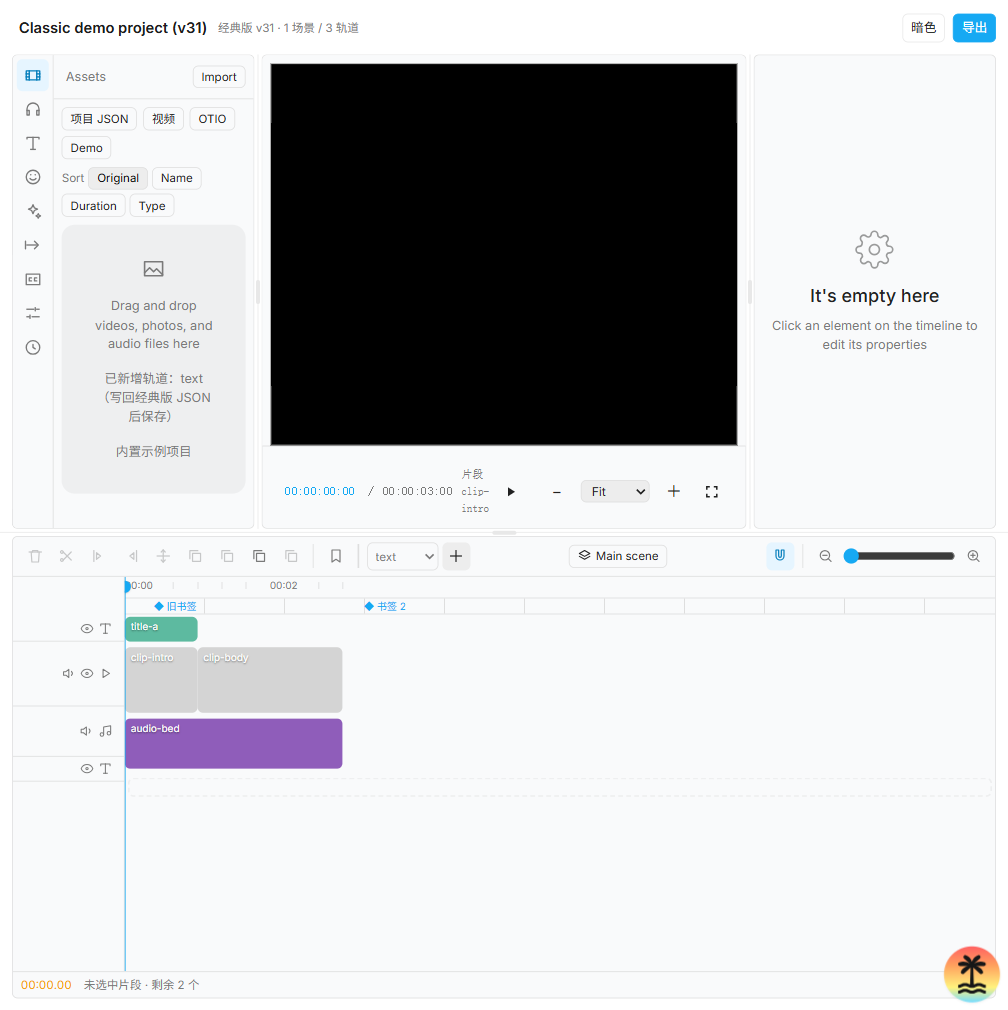 Classic demo project (v31)
经典版 v31 · 1 场景 / 3 轨道
暗色
导出
Assets
Import
项目 JSON
视频
OTIO
Demo
Sort
Original
Name
Duration
Type
Drag and drop
videos, photos, and
audio files here
已新增轨道：text
（写回经典版 JSON
后保存）
内置示例项目
00:00:00:00
/ 00:00:03:00
片段
clip-
intro
Fit
It's empty here
Click an element on the timeline to
edit its properties
text
Main scene
0:00
00:02
旧书签
书签 2
title-a
clip-intro
clip-body
audio-bed
00:00.00
未选中片段 · 剩余 2 个